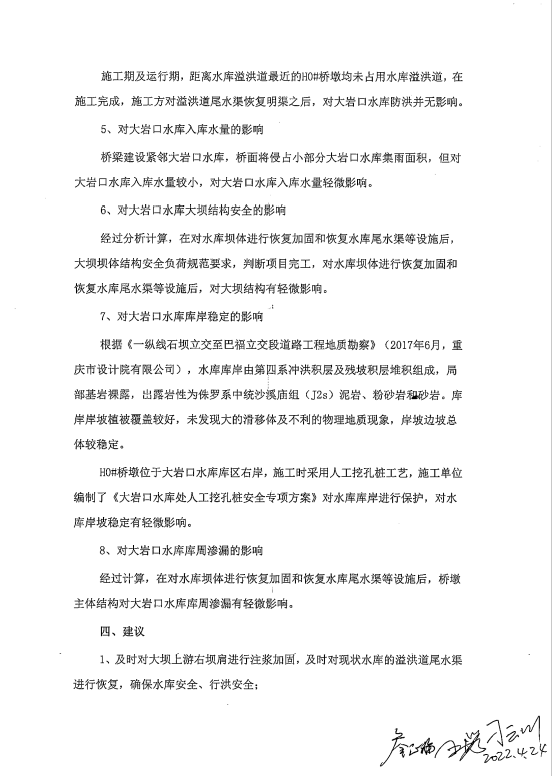 施工期及运行期，距离水库溢洪道最近的H0#桥墩均未占用水库溢洪道，在
施工完成，施工方对溢洪道尾水渠恢复明渠之后，对大岩口水库防洪并无影响。
5、对大岩口水库入库水量的影响
桥梁建设紧邻大岩口水库，桥面将侵占小部分大岩口水库集雨面积，但对
大岩口水库入库水量较小，对大岩口水库入库水量轻微影响。
6、对大岩口水库大坝结构安全的影响
经过分析计算，在对水库坝体进行恢复加固和恢复水库尾水渠等设施后，
大坝坝体结构安全负荷规范要求，判断项目完工，对水库坝体进行恢复加固和
恢复水库尾水渠等设施后，对大坝结构有轻微影响。
7、对大岩口水库库岸稳定的影响
根据《一纵线石坝立交至巴福立交段道路工程地质勘察》（2017年6月，重
庆市设计院有限公司），水库库岸由第四系冲洪积层及残坡积层堆积组成，局
部基岩裸露，出露岩性为侏罗系中统沙溪庙组（J2s）泥岩、粉砂岩和砂岩。库
岸岸坡植被覆盖较好，未发现大的滑移体及不利的物理地质现象，岸坡边坡总
体较稳定。
H0#桥墩位于大岩口水库库区右岸，施工时采用人工挖孔桩工艺，施工单位
编制了《大岩口水库处人工挖孔桩安全专项方案》对水库库岸进行保护，对水
库岸坡稳定有轻微影响。
8、对大岩口水库库周渗漏的影响
经过计算，在对水库坝体进行恢复加固和恢复水库尾水渠等设施后，桥墩
主体结构对大岩口水库库周渗漏有轻微影响。
四、建议
1、及时对大坝上游右坝肩进行注浆加固，及时对现状水库的溢洪道尾水渠
进行恢复，确保水库安全、行洪安全；
2022.4.24